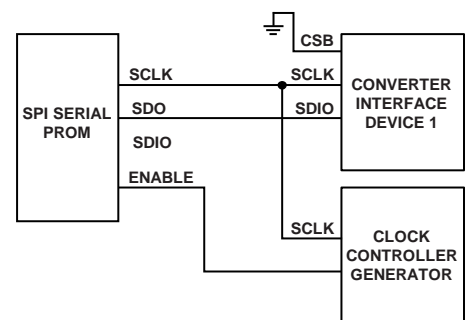 CSB
SCLK
SCLK
SDO
SDIO
SDIO
ENABLE
SPI SERIAL
PROM
CONVERTER
INTERFACE
DEVICE 1
SCLK
CLOCK
CONTROLLER
GENERATOR